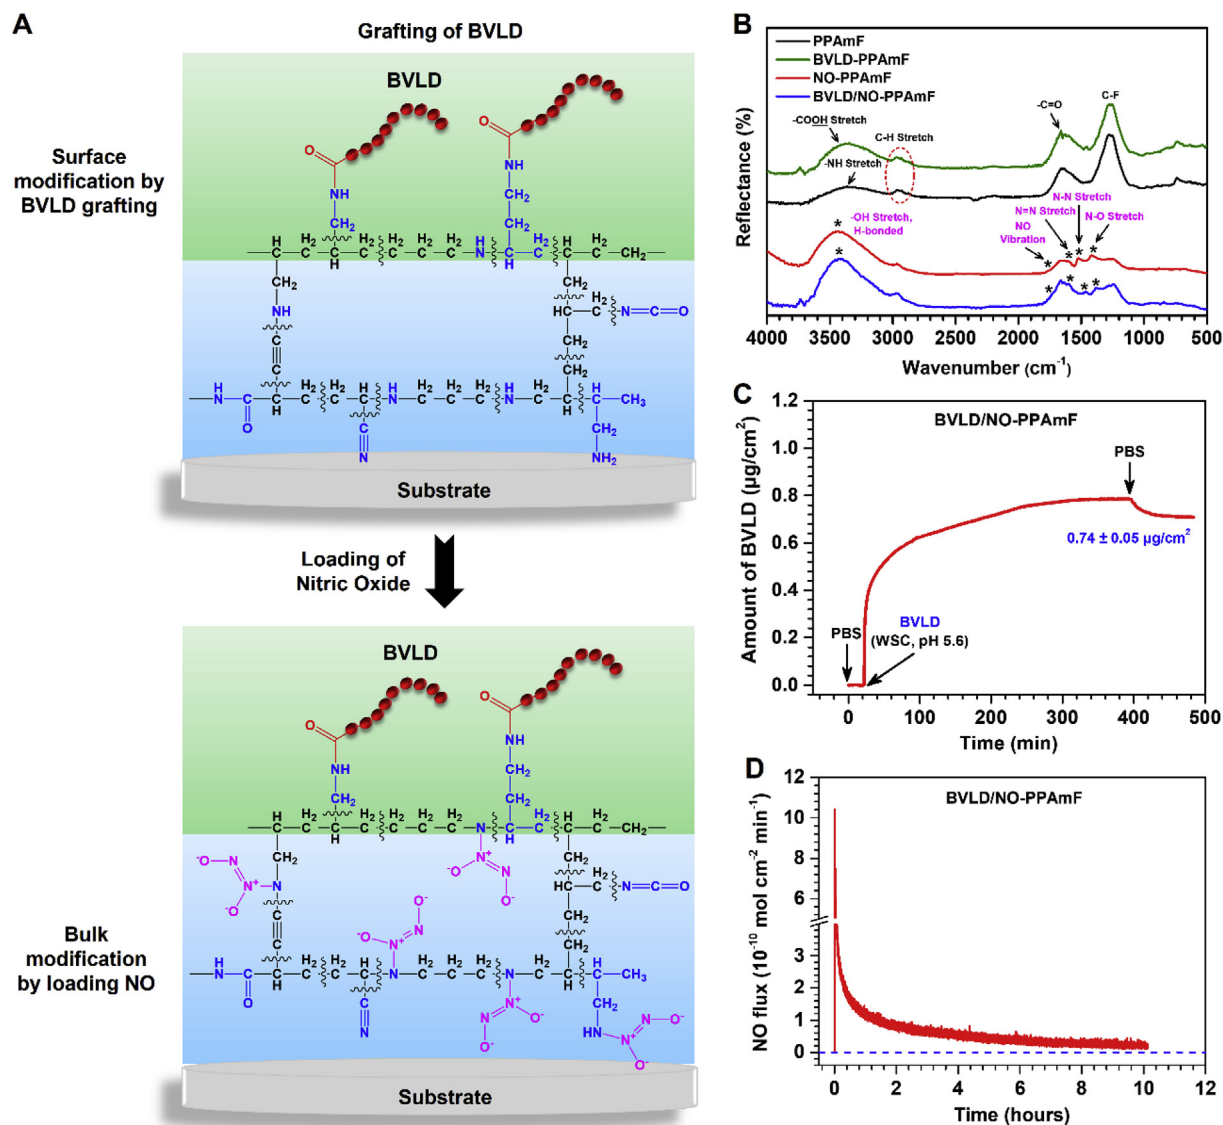 A
Grafting of BVLD
BVLD
Surface
modification by
BVLD grafting
Substrate
Loading of
Nitric Oxide
BVLD
Bulk
modification
by loading NO
Substrate
B
PPAmF
BVLD-PPAmF
NO-PPAmF
BVLD/NO-PPAmF
-COOH Stretch
-NH Stretch
C-H Stretch
-C=O
C-F
-OH Stretch,
H-bonded
N-N Stretch
N=N Stretch
NO
Vibration
N-O Stretch
Reflectance (%)
4000 3500 3000 2500 2000 1500 1000 500
Wavenumber (cm⁻¹)
C
BVLD/NO-PPAmF
PBS
0.74 ± 0.05 µg/cm²
PBS
BVLD
(WSC, pH 5.6)
Amount of BVLD (µg/cm²)
1.2
1.0
0.8
0.6
0.4
0.2
0.0
0 100 200 300 400 500
Time (min)
D
BVLD/NO-PPAmF
NO flux (10⁻¹⁰ mol cm⁻² min⁻¹)
12
10
8
6
3
2
1
0
0 2 4 6 8 10 12
Time (hours)